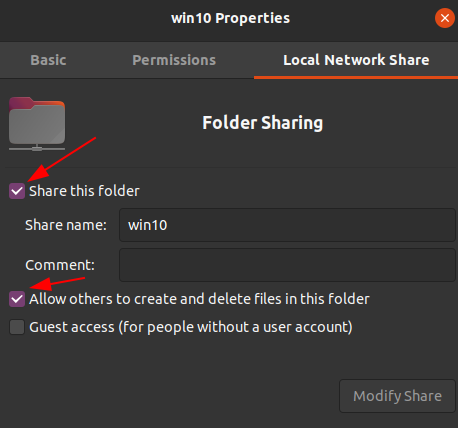 win10 Properties
Basic Permissions Local Network Share
Folder Sharing
Share this folder
Share name: win10
Comment:
Allow others to create and delete files in this folder
Guest access (for people without a user account)
Modify Share